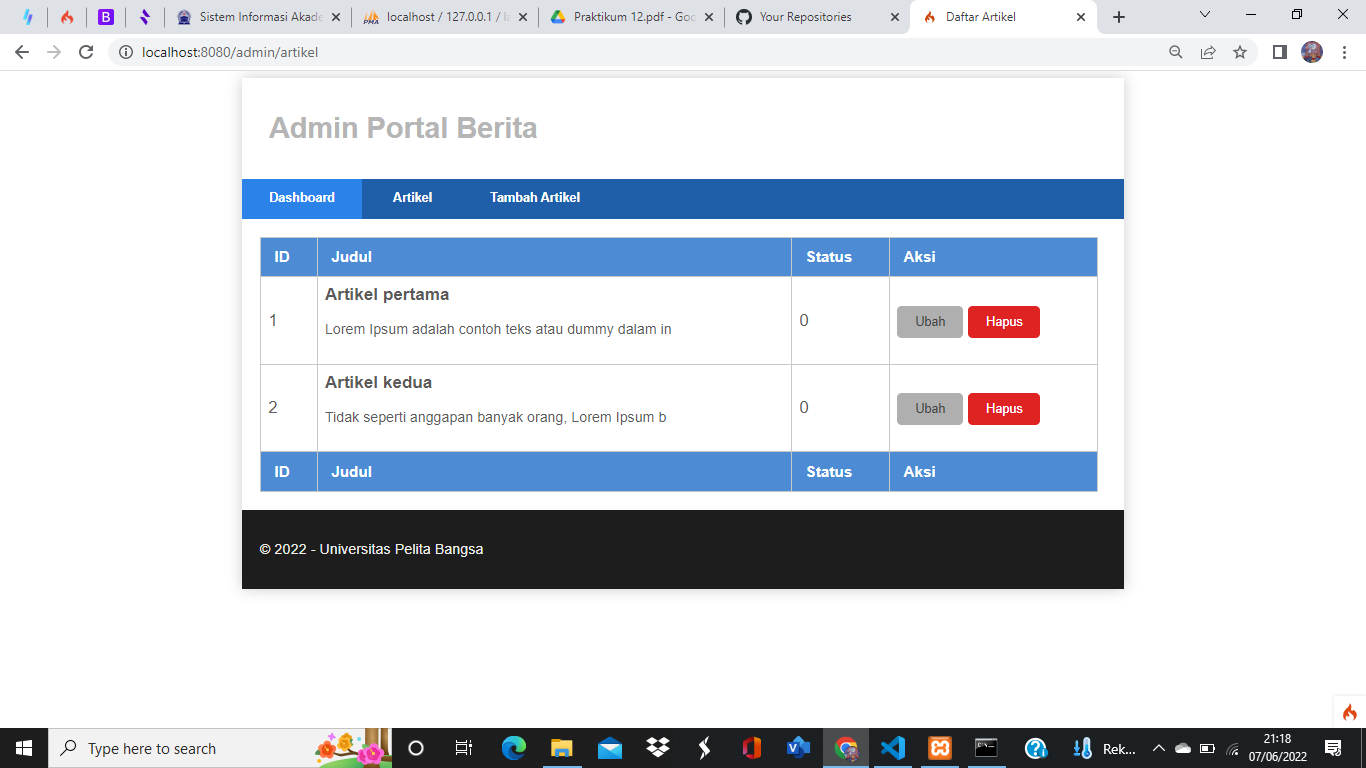 Sistem Informasi Akade
localhost / 127.0.0.1 / la
PMA
Praktikum 12.pdf - Goo
Your Repositories
Daftar Artikel
B
localhost:8080/admin/artikel
Admin Portal Berita
Dashboard Artikel Tambah Artikel
ID Judul Status Aksi
1 Artikel pertama 0 Ubah Hapus
Lorem Ipsum adalah contoh teks atau dummy dalam in
2 Artikel kedua 0 Ubah Hapus
Tidak seperti anggapan banyak orang, Lorem Ipsum b
ID Judul Status Aksi
© 2022 - Universitas Pelita Bangsa
Type here to search
Rek...
21:18
07/06/2022